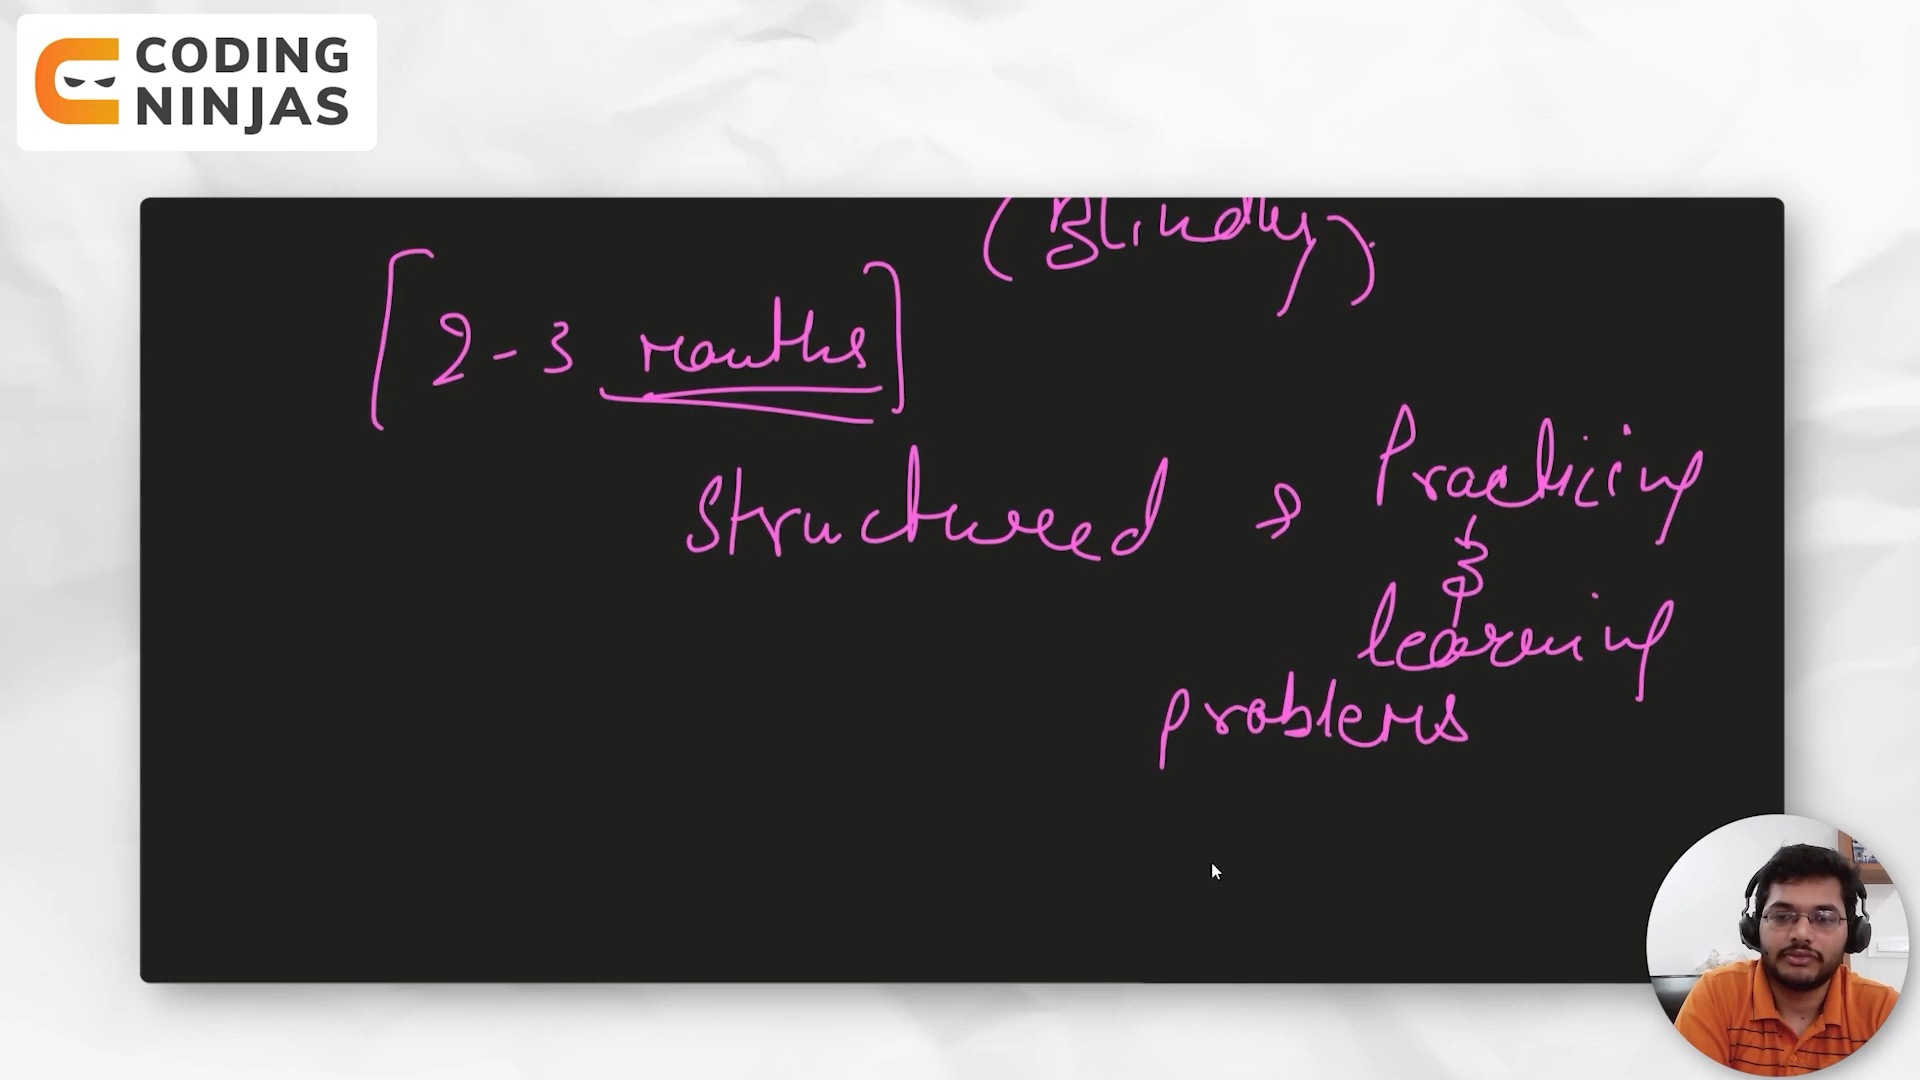 CODING
NINJAS
(Blindly).
[2-3 months]
Structured → Practicing
&
learning
problems